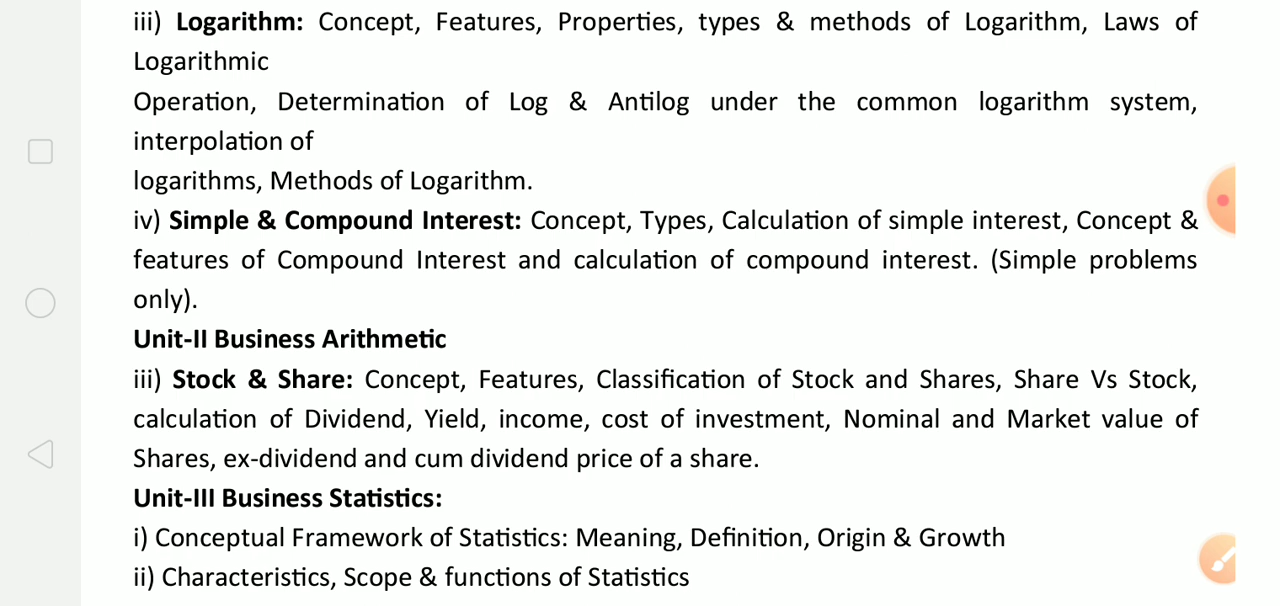 iii) Logarithm: Concept, Features, Properties, types & methods of Logarithm, Laws of
Logarithmic
Operation, Determination of Log & Antilog under the common logarithm system,
interpolation of
logarithms, Methods of Logarithm.
iv) Simple & Compound Interest: Concept, Types, Calculation of simple interest, Concept &
features of Compound Interest and calculation of compound interest. (Simple problems
only).
Unit-II Business Arithmetic
iii) Stock & Share: Concept, Features, Classification of Stock and Shares, Share Vs Stock,
calculation of Dividend, Yield, income, cost of investment, Nominal and Market value of
Shares, ex-dividend and cum dividend price of a share.
Unit-III Business Statistics:
i) Conceptual Framework of Statistics: Meaning, Definition, Origin & Growth
ii) Characteristics, Scope & functions of Statistics